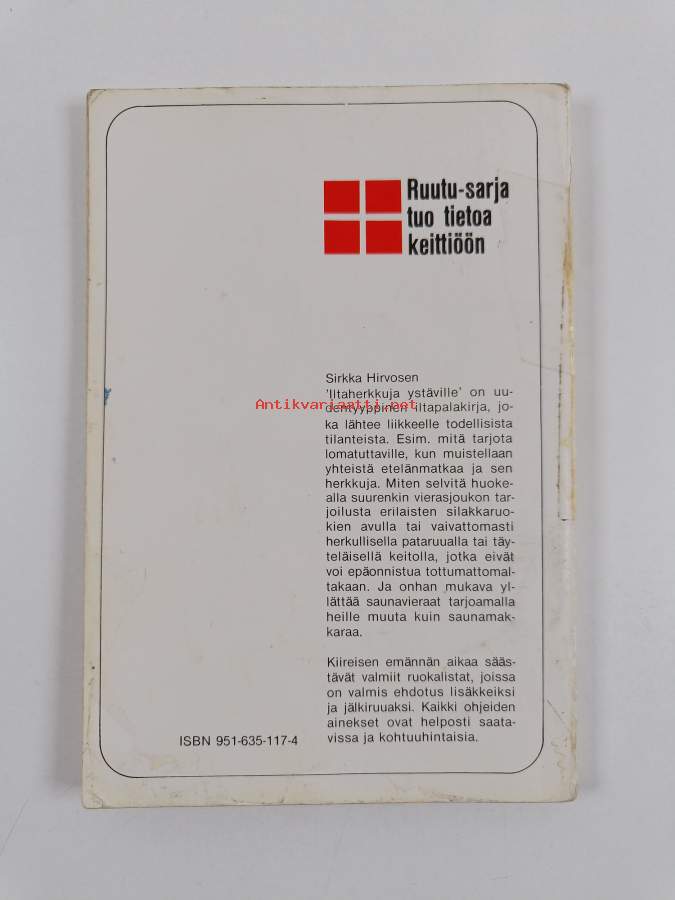 Ruutu-sarja
tuo tietoa
keittiöön
Sirkka Hirvosen
'Iltaherkkuja ystäville' on uu-
dentyyppinen iltapalakirja, jo-
Antikvariaatti.net
ka lähtee liikkeelle todellisista
tilanteista. Esim. mitä tarjota
lomatuttaville, kun muistellaan
yhteistä etelänmatkaa ja sen
herkkuja. Miten selvitä huoke-
alla suurenkin vierasjoukon tar-
joilusta erilaisten silakkaruo-
kien avulla tai vaivattomasti
herkullisella pataruualla tai täy-
teläisellä keitolla, jotka eivät
voi epäonnistua tottumattomal-
takaan. Ja onhan mukava yl-
lättää saunavieraat tarjoamalla
heille muuta kuin saunamak-
karaa.
Kiireisen emännän aikaa sääs-
tävät valmiit ruokalistat, joissa
on valmis ehdotus lisäkkeiksi
ja jälkiruuaksi. Kaikki ohjeiden
ainekset ovat helposti saata-
vissa ja kohtuuhintaisia.
ISBN 951-635-117-4